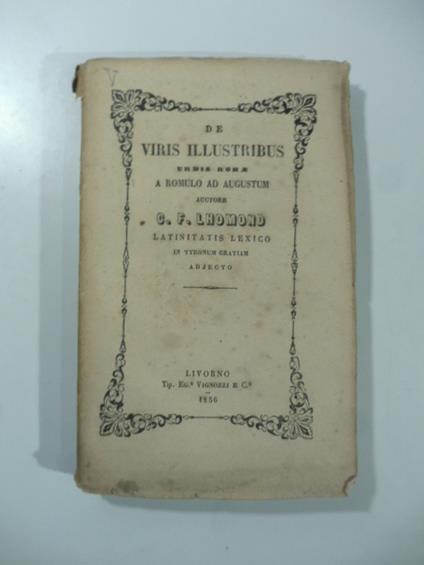 V
DE
VIRIS ILLUSTRIBUS
URBIS ROMÆ
A ROMULO AD AUGUSTUM
AUCTORE
C. F. LHOMOND
LATINITATIS LEXICO
IN TYRONUM GRATIAM
ADJECTO
LIVORNO
Tip. Eg.º Vignozzi e C.º
1856